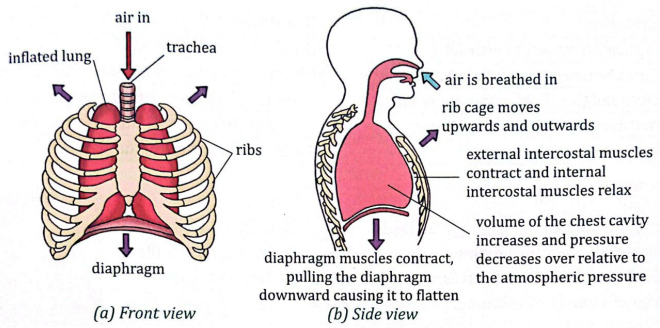 air in
inflated lung
trachea
ribs
diaphragm
(a) Front view
air is breathed in
rib cage moves
upwards and outwards
external intercostal muscles
contract and internal
intercostal muscles relax
volume of the chest cavity
increases and pressure
decreases over relative to
the atmospheric pressure
diaphragm muscles contract,
pulling the diaphragm
downward causing it to flatten
(b) Side view